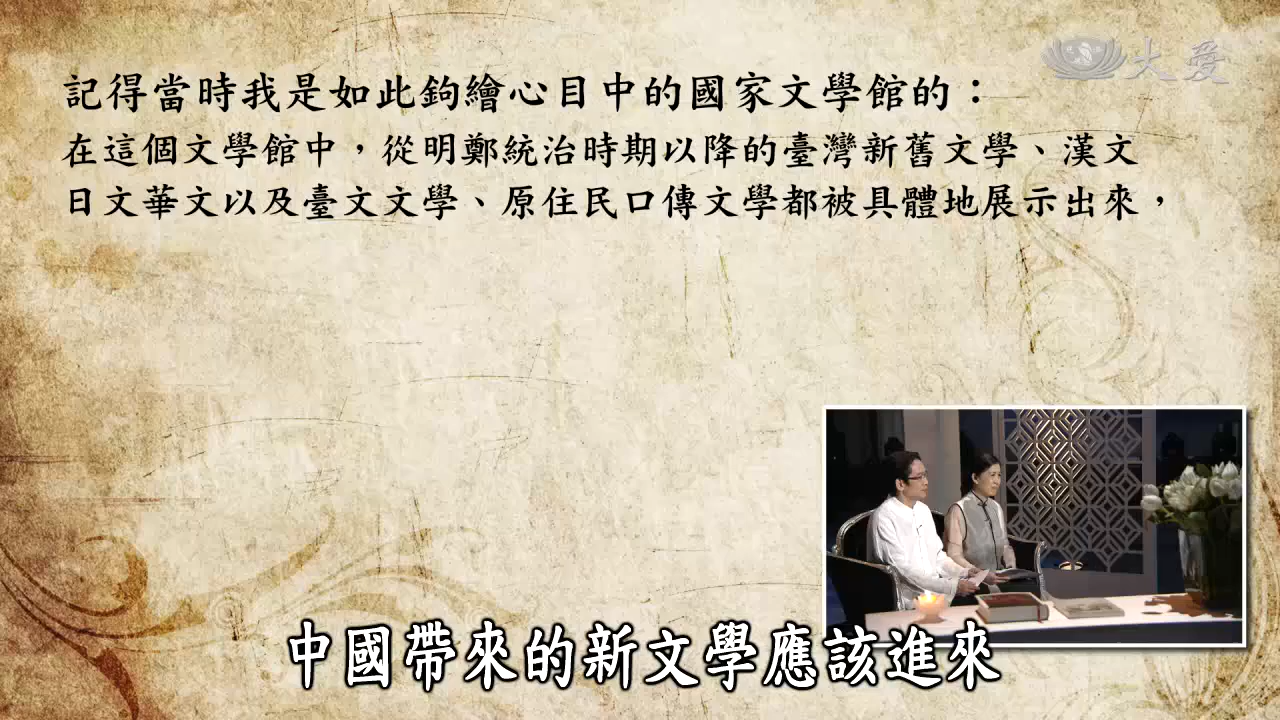 大愛
記得當時我是如此鉤繪心目中的國家文學館的：
在這個文學館中，從明鄭統治時期以降的臺灣新舊文學、漢文
日文華文以及臺文文學、原住民口傳文學都被具體地展示出來，
中國帶來的新文學應該進來